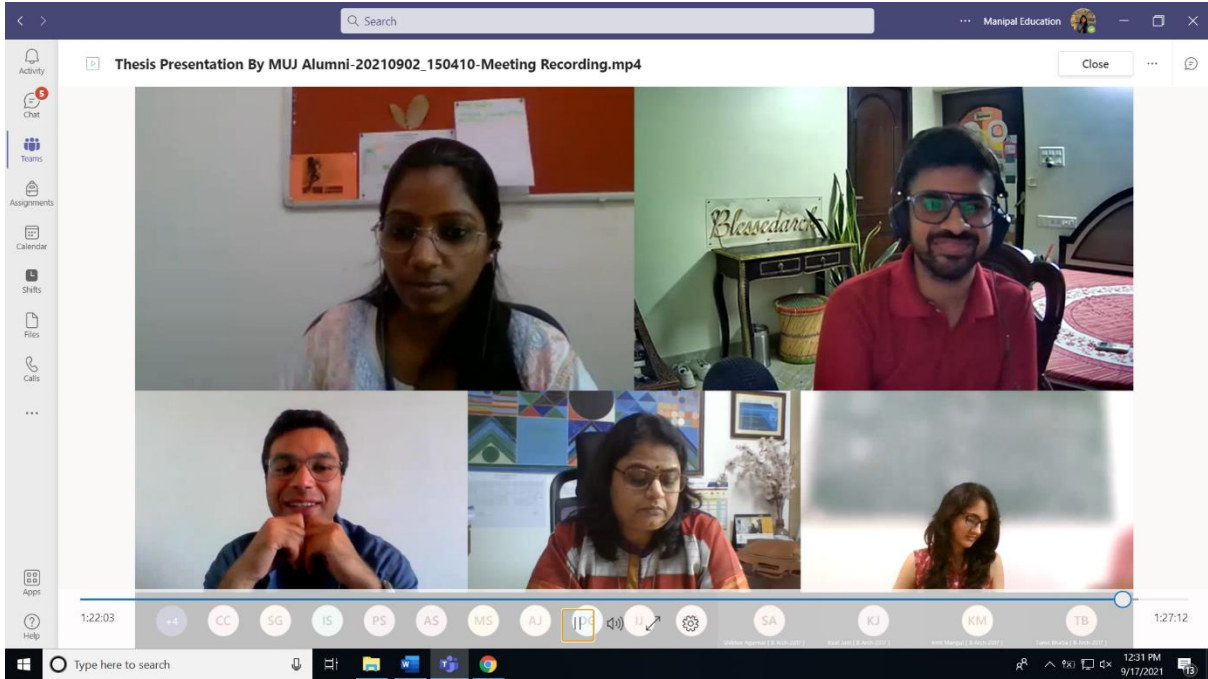 Search
Manipal Education
Activity
Thesis Presentation By MUJ Alumni-20210902_150410-Meeting Recording.mp4
Close
5
Chat
Teams
Assignments
Calendar
Shifts
Files
Calls
Blessedarch
Apps
Help
1:22:03
+4
CC
SG
IS
PS
AS
MS
AJ
SA
KJ
KM
TB
1:27:12
Type here to search
12:31 PM
9/17/2021
13